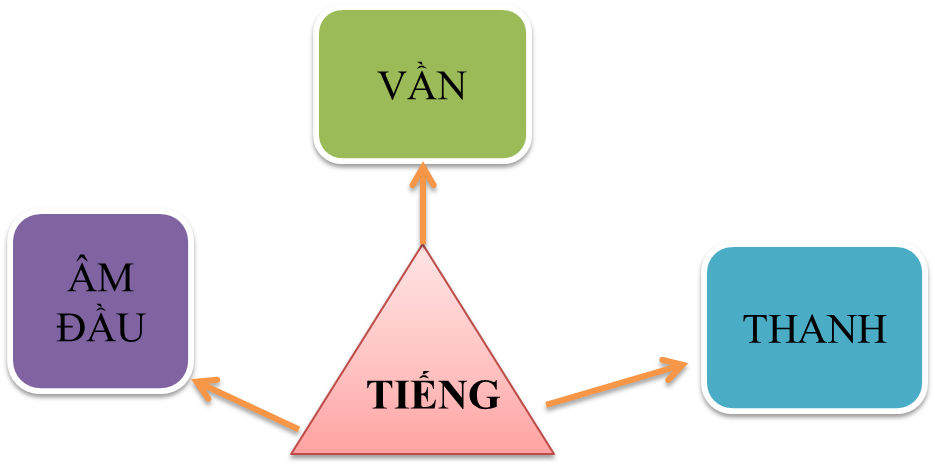 VẦN
ÂM
ĐẦU
THANH
TIẾNG